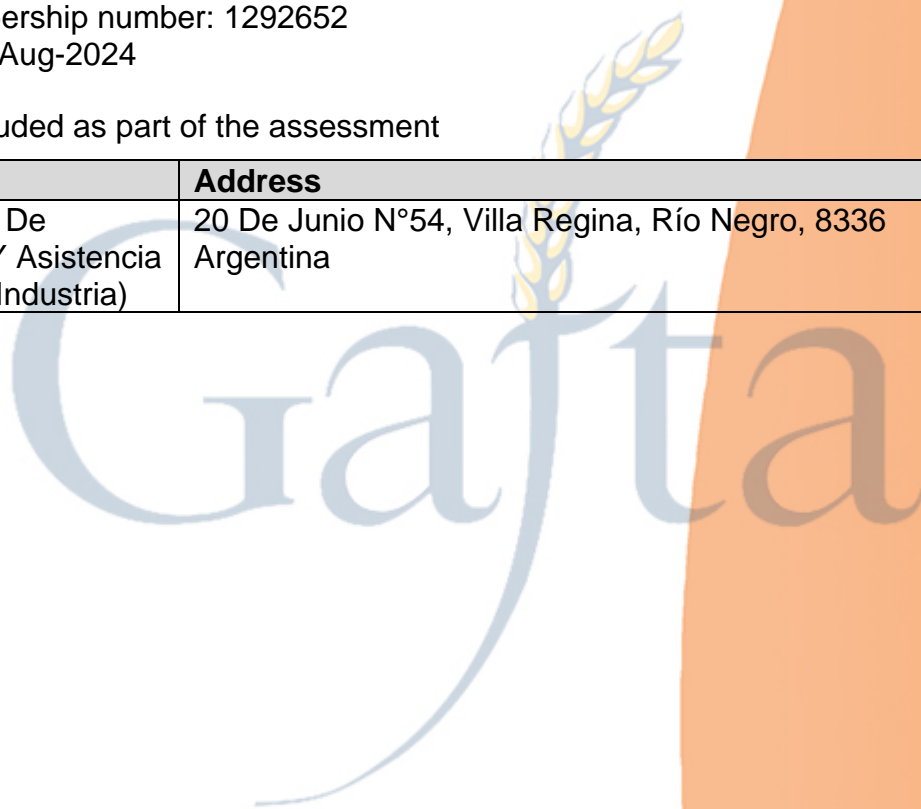 ership number: 1292652
Aug-2024
uded as part of the assessment
Address
De 20 De Junio N°54, Villa Regina, Río Negro, 8336
Y Asistencia Argentina
Industria)
Gafta